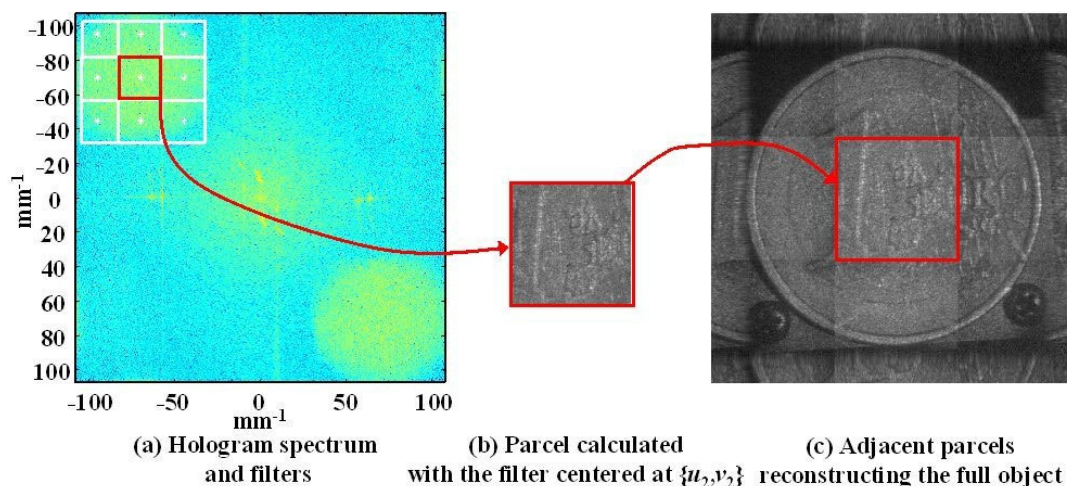 -100
-80
-60
-40
-20
0
20
40
60
80
100
mm-1
-100 -50 0 50 100
mm-1
(a) Hologram spectrum
and filters
(b) Parcel calculated
with the filter centered at {u2,v2}
(c) Adjacent parcels
reconstructing the full object